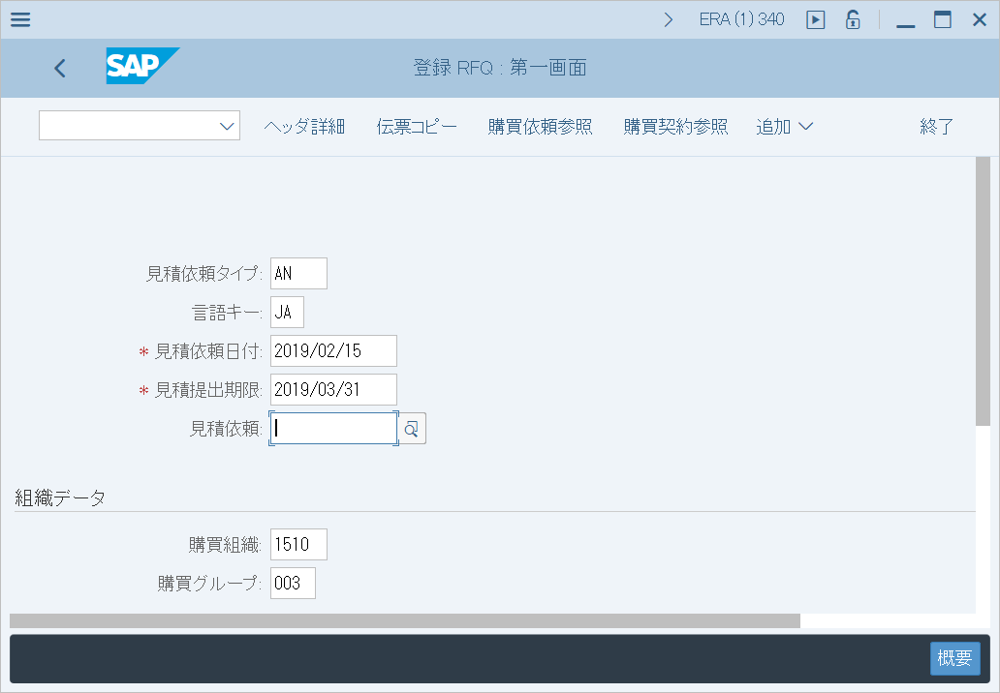 ERA (1) 340
SAP
登録 RFQ : 第一画面
ヘッダ詳細 伝票コピー 購買依頼参照 購買契約参照 追加 終了
見積依頼タイプ: AN
言語キー: JA
* 見積依頼日付: 2019/02/15
* 見積提出期限: 2019/03/31
見積依頼:
組織データ
購買組織: 1510
購買グループ: 003
概要